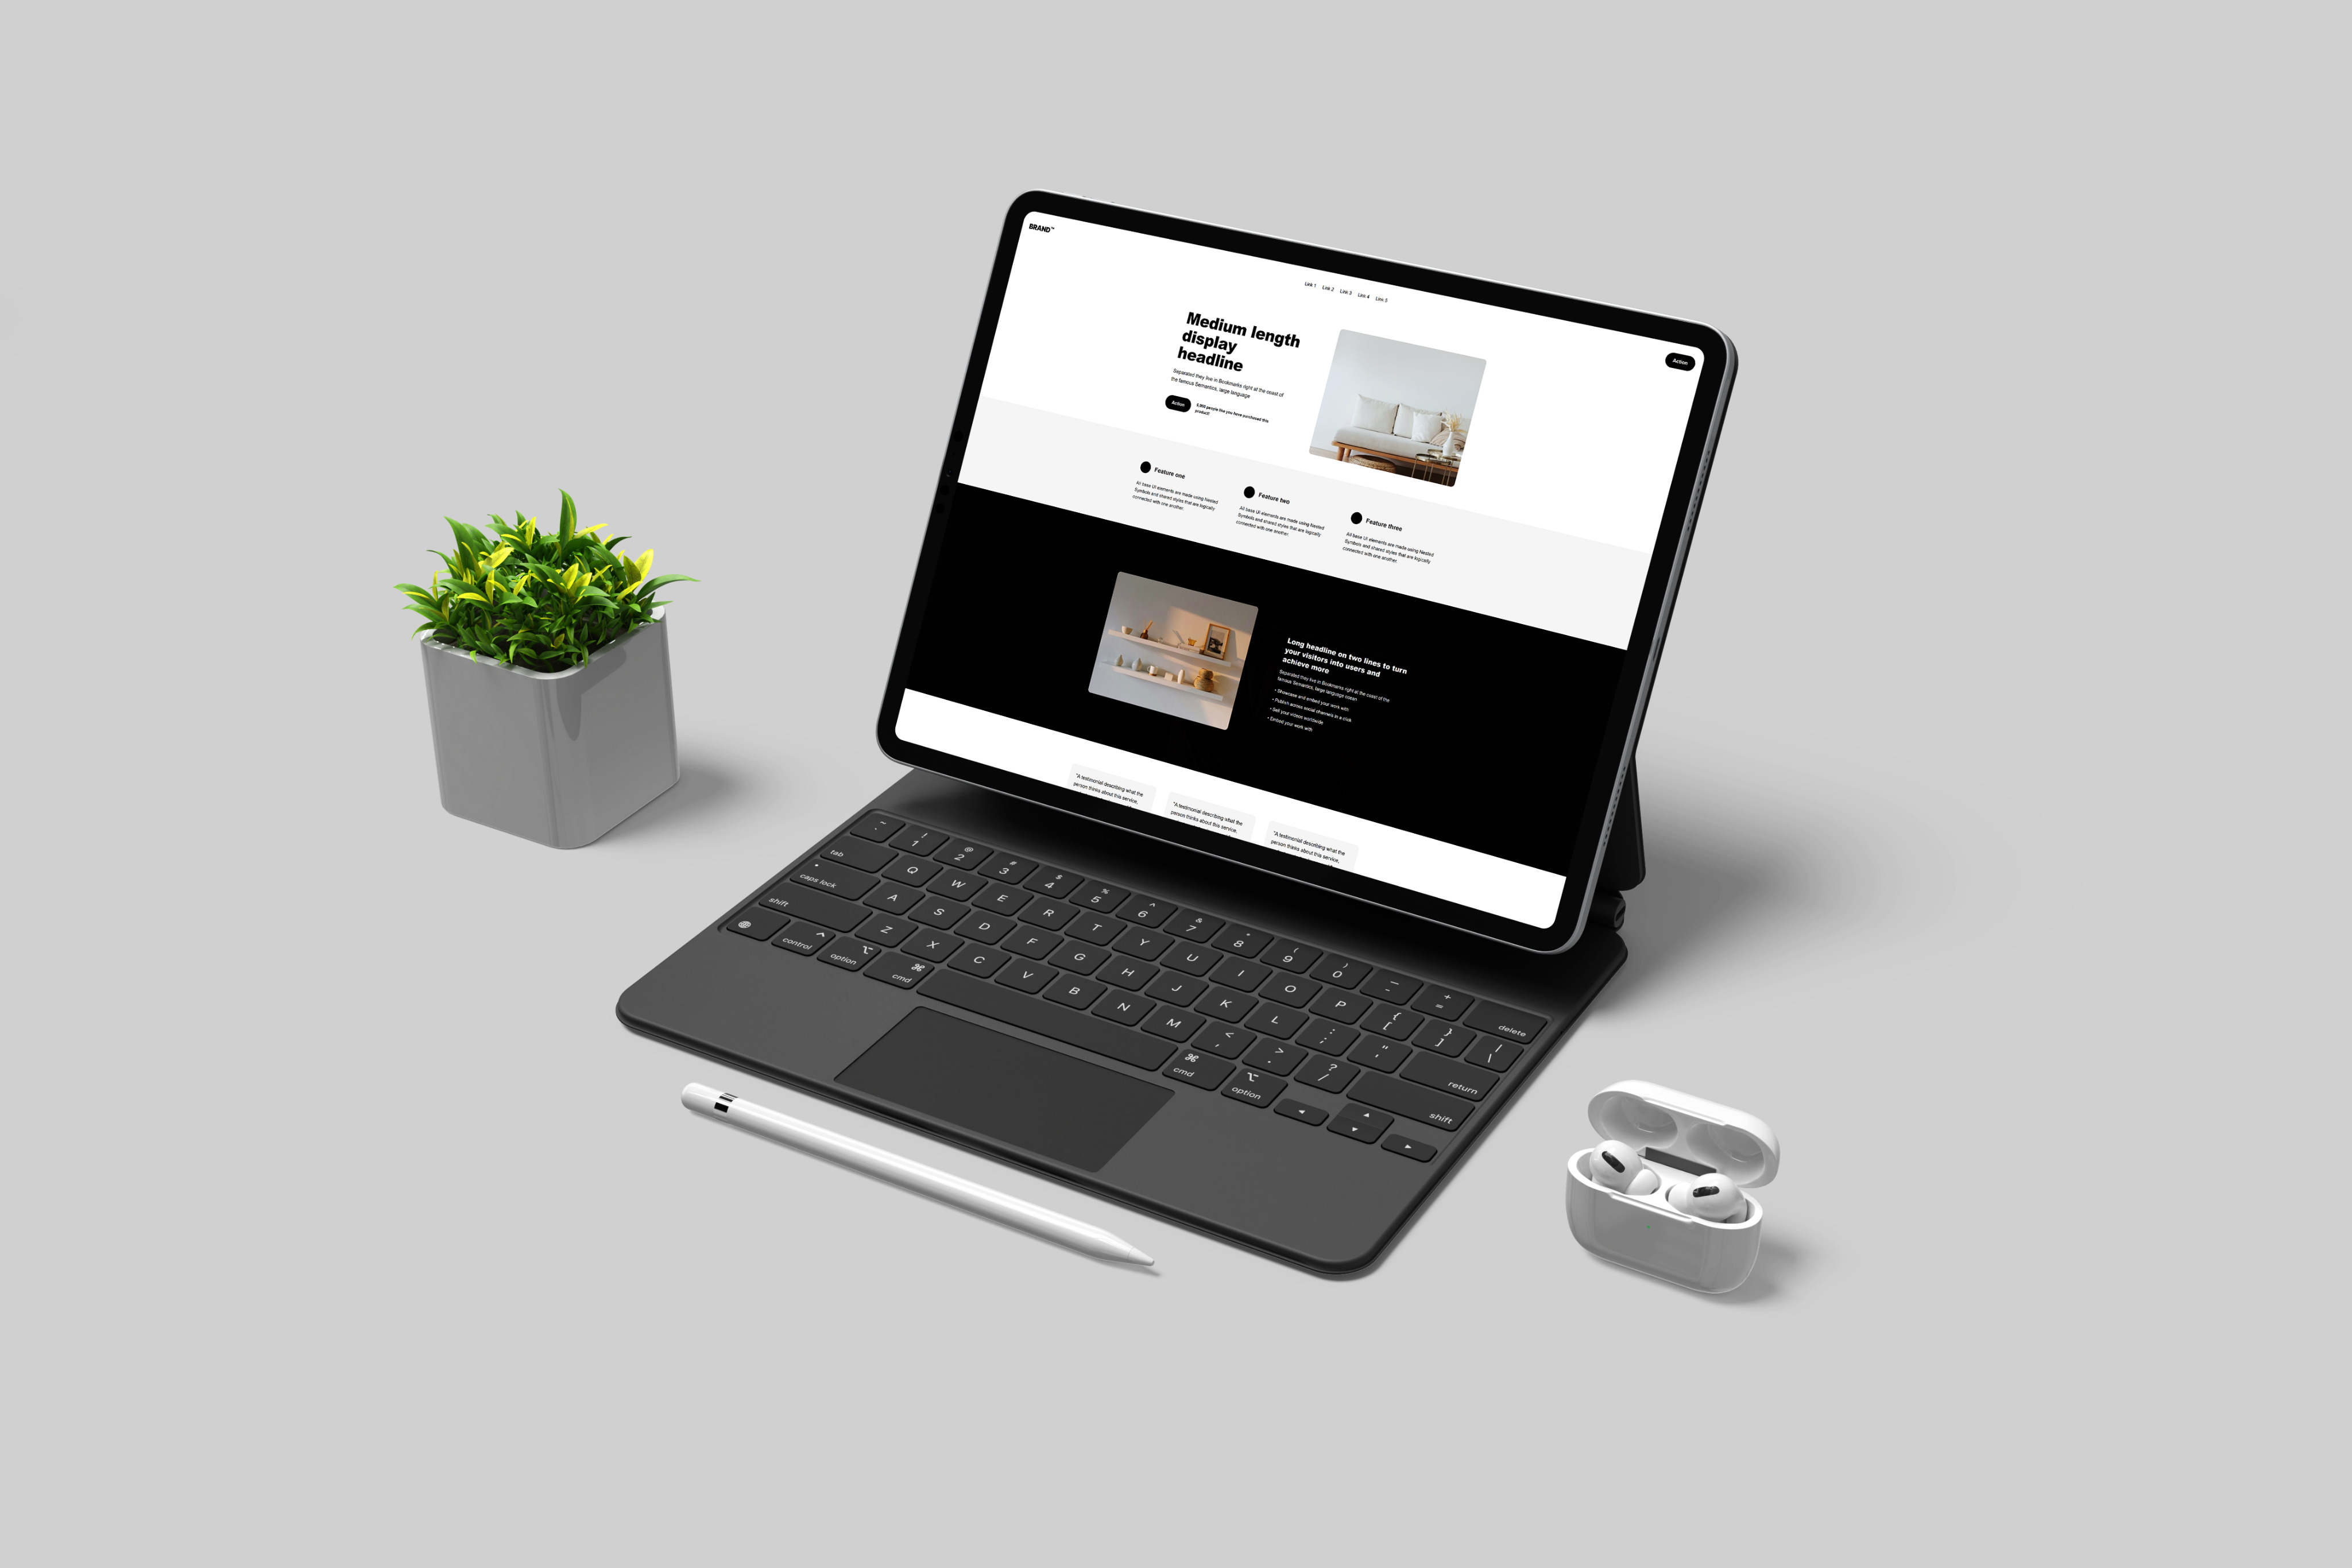 BRAND™
Link 1 Link 2 Link 3 Link 4 Link 5
Action
Medium length
display
headline
Separated they live in Bookmarks right at the coast of
the famous Semantics, large language
Action
people like you have purchased this
product!
Feature one
All base UI elements are made using Nested
Symbols and shared styles that are logically
connected with one another.
Feature two
All base UI elements are made using Nested
Symbols and shared styles that are logically
connected with one another.
Feature three
All base UI elements are made using Nested
Symbols and shared styles that are logically
connected with one another.
Long headline on two lines to turn
your visitors into users and
achieve more
Separated they live in Bookmarks right at the coast of the
famous Semantics, large language ocean
• Showcase and embed your work with
• Publish across social channels in a click
• Sell your videos worldwide
• Embed your work with
"A testimonial describing what the
person thinks about this service,
"A testimonial describing what the
person thinks about this service,
"A testimonial describing what the
person thinks about this service,
~ ! 1 @ 2 # 3 $ 4 % 5 ^ 6 & 7 * 8 ( 9 ) 0 — - + = delete
tab Q W E R T Y U I O P { [ } ] | \
caps lock A S D F G H J K L : ; " ' return
shift Z X C V B N M < , > . ? / shift
control option cmd cmd option